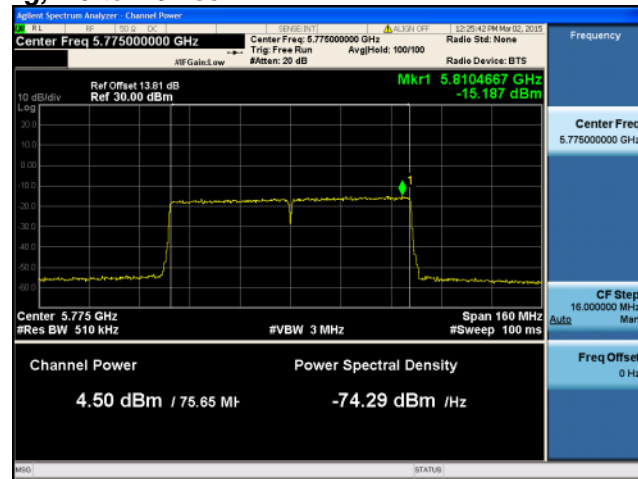 Agilent Spectrum Analyzer - Channel Power
RL RF 50 Ω DC SENSE:INT ALIGN OFF 12:25:42 PM Mar 02, 2015
Center Freq 5.775000000 GHz
Center Freq: 5.775000000 GHz
Radio Std: None
Trig: Free Run
Avg|Hold: 100/100
#IFGain:Low
#Atten: 20 dB
Radio Device: BTS
Ref Offset 13.81 dB
Ref 30.00 dBm
10 dB/div
Log
Mkr1 5.8104667 GHz
-15.187 dBm
20.0
10.0
0.00
-10.0
-20.0
-30.0
-40.0
-50.0
-60.0
1
Center 5.775 GHz
Span 160 MHz
#Res BW 510 kHz
#VBW 3 MHz
#Sweep 100 ms
Channel Power
Power Spectral Density
4.50 dBm / 75.65 MH
-74.29 dBm /Hz
MSG
STATUS
Frequency
Center Freq
5.775000000 GHz
CF Step
16.000000 MHz
Auto Man
Freq Offset
0 Hz